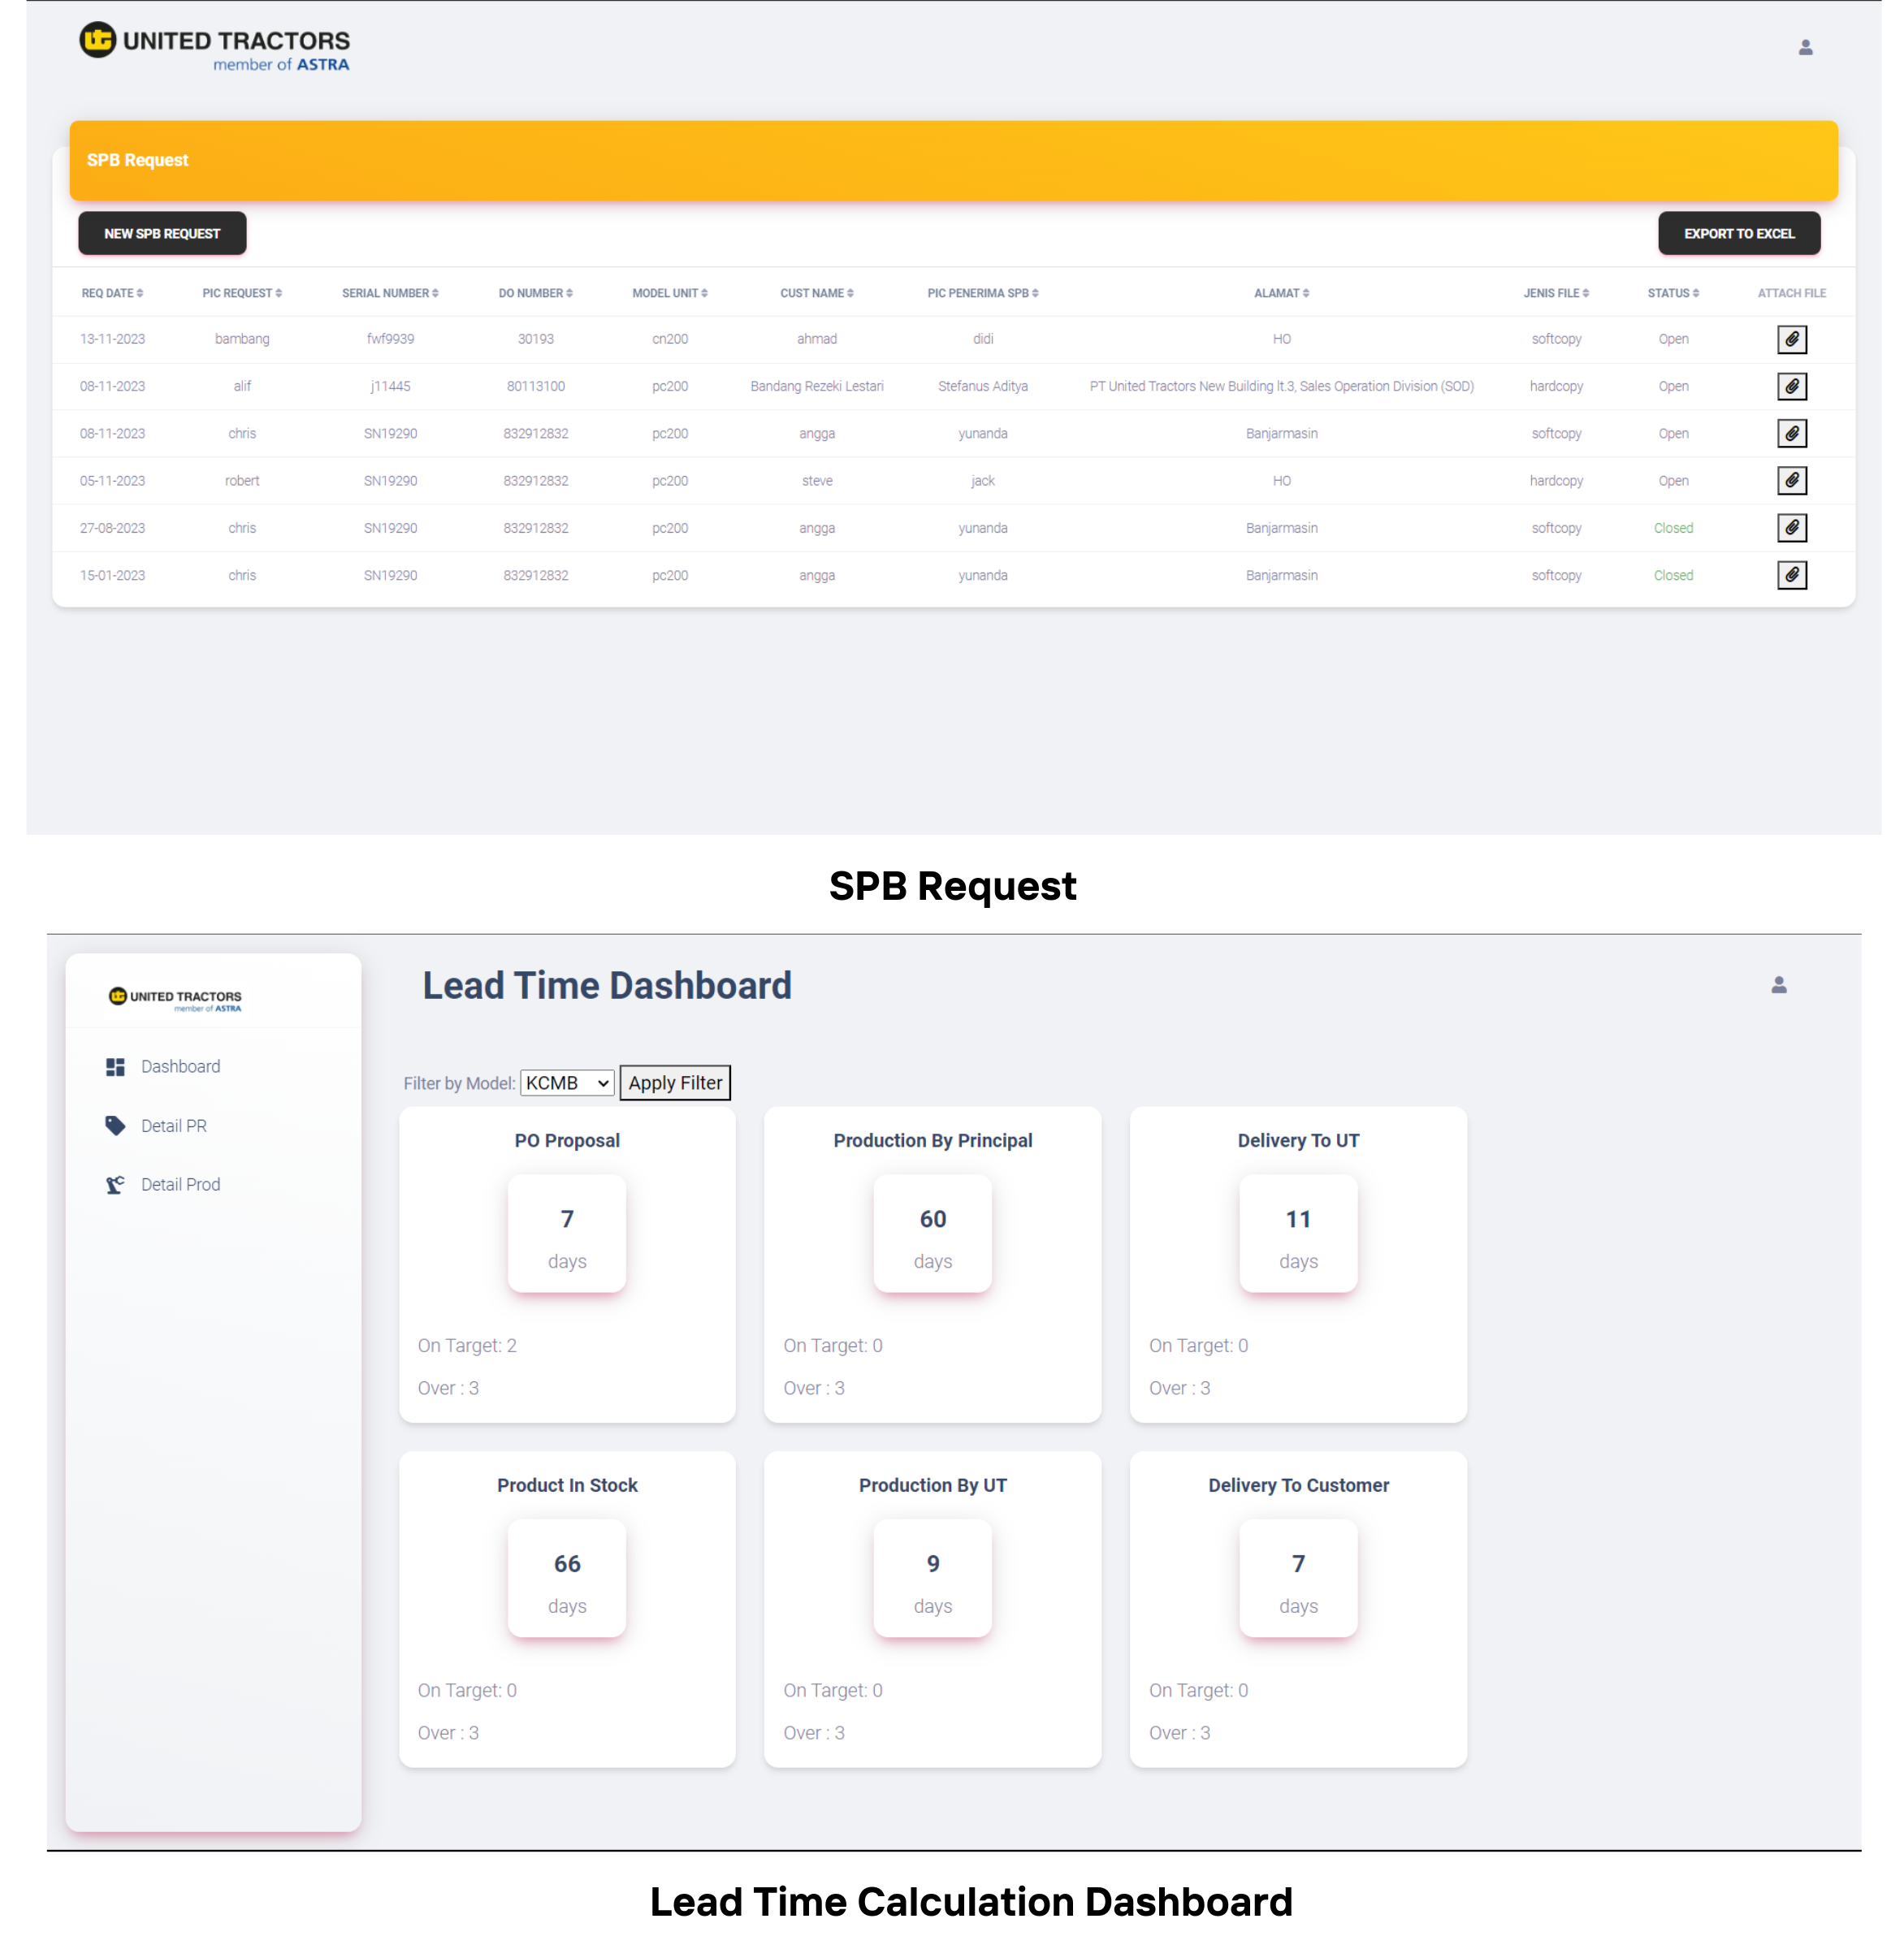 UNITED TRACTORS
member of ASTRA
SPB Request
NEW SPB REQUEST EXPORT TO EXCEL
REQ DATE PIC REQUEST SERIAL NUMBER DO NUMBER MODEL UNIT CUST NAME PIC PENERIMA SPB ALAMAT JENIS FILE STATUS ATTACH FILE
13-11-2023 bambang fwf9939 30193 cn200 ahmad didi HO softcopy Open
08-11-2023 alif j11445 80113100 pc200 Bandang Rezeki Lestari Stefanus Aditya PT United Tractors New Building lt.3, Sales Operation Division (SOD) hardcopy Open
08-11-2023 chris SN19290 832912832 pc200 angga yunanda Banjarmasin softcopy Open
05-11-2023 robert SN19290 832912832 pc200 steve jack HO hardcopy Open
27-08-2023 chris SN19290 832912832 pc200 angga yunanda Banjarmasin softcopy Closed
15-01-2023 chris SN19290 832912832 pc200 angga yunanda Banjarmasin softcopy Closed
SPB Request
UNITED TRACTORS
member of ASTRA
Dashboard
Detail PR
Detail Prod
Lead Time Dashboard
Filter by Model: KCMB Apply Filter
PO Proposal
7
days
On Target: 2
Over : 3
Production By Principal
60
days
On Target: 0
Over : 3
Delivery To UT
11
days
On Target: 0
Over : 3
Product In Stock
66
days
On Target: 0
Over : 3
Production By UT
9
days
On Target: 0
Over : 3
Delivery To Customer
7
days
On Target: 0
Over : 3
Lead Time Calculation Dashboard